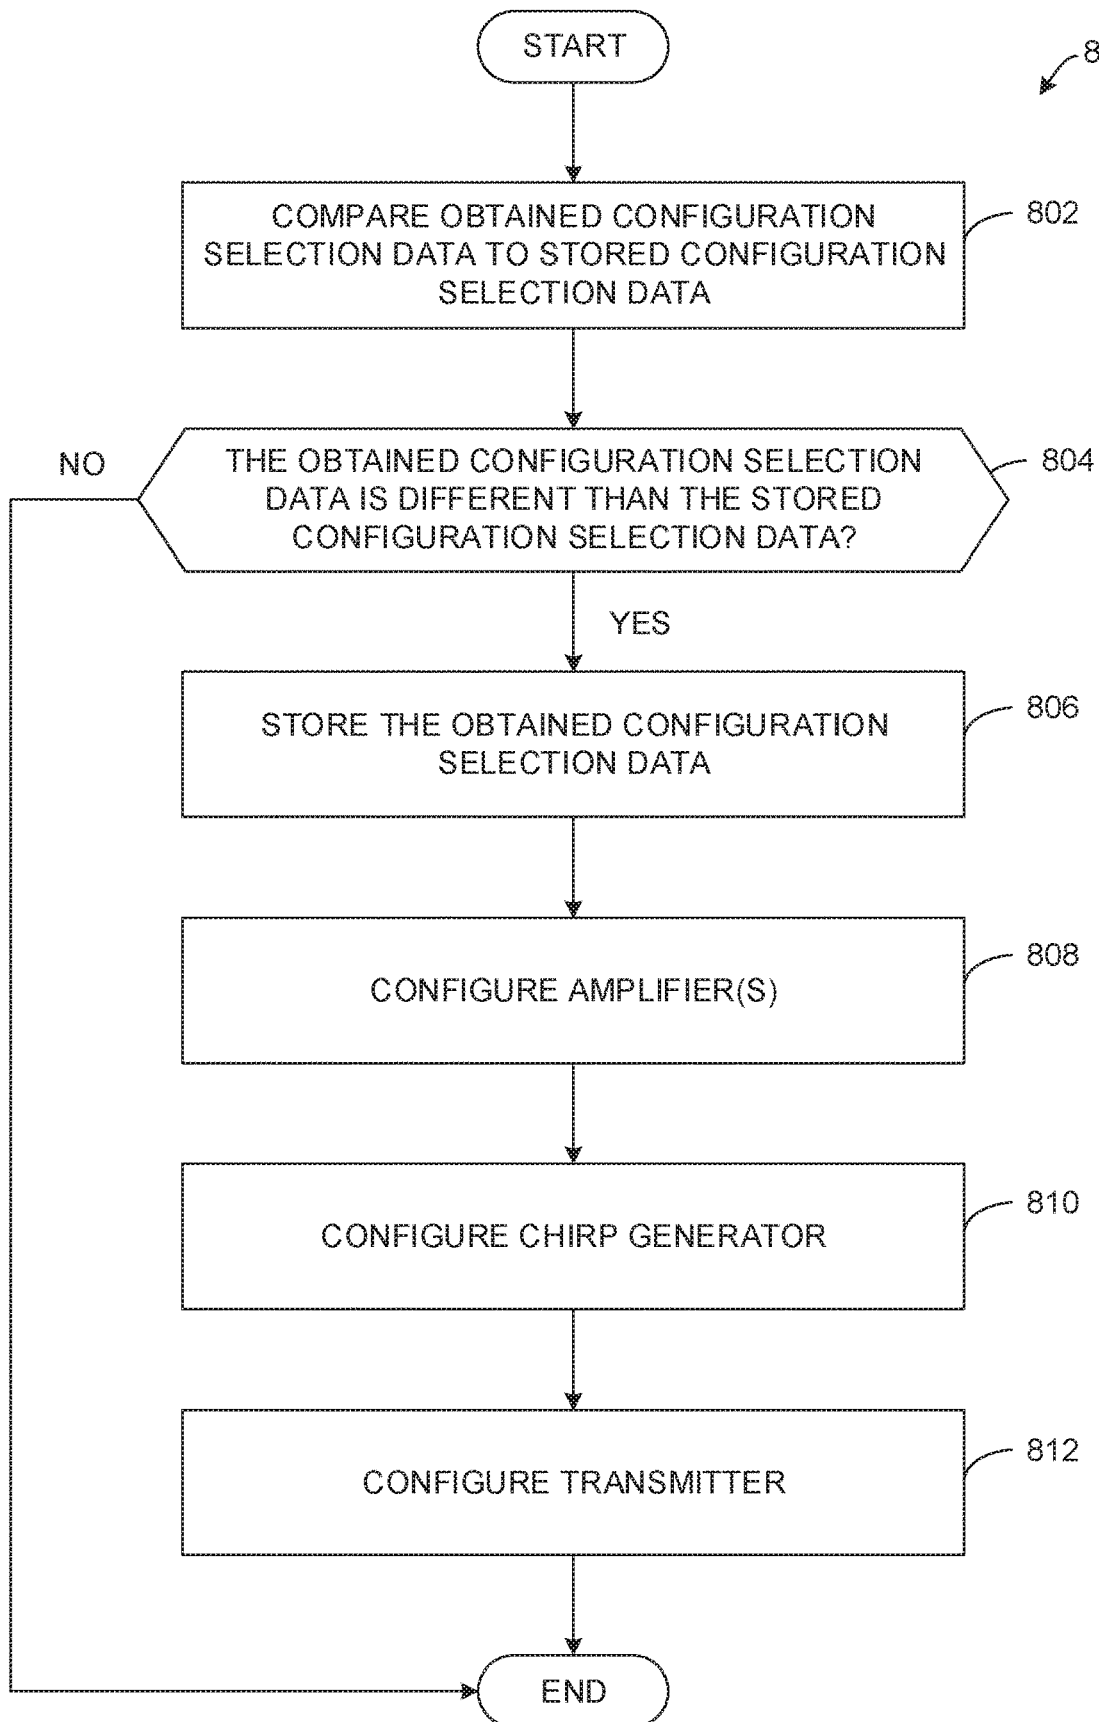 START
8
COMPARE OBTAINED CONFIGURATION
SELECTION DATA TO STORED CONFIGURATION
SELECTION DATA
802
NO
THE OBTAINED CONFIGURATION SELECTION
DATA IS DIFFERENT THAN THE STORED
CONFIGURATION SELECTION DATA?
804
YES
STORE THE OBTAINED CONFIGURATION
SELECTION DATA
806
CONFIGURE AMPLIFIER(S)
808
CONFIGURE CHIRP GENERATOR
810
CONFIGURE TRANSMITTER
812
END